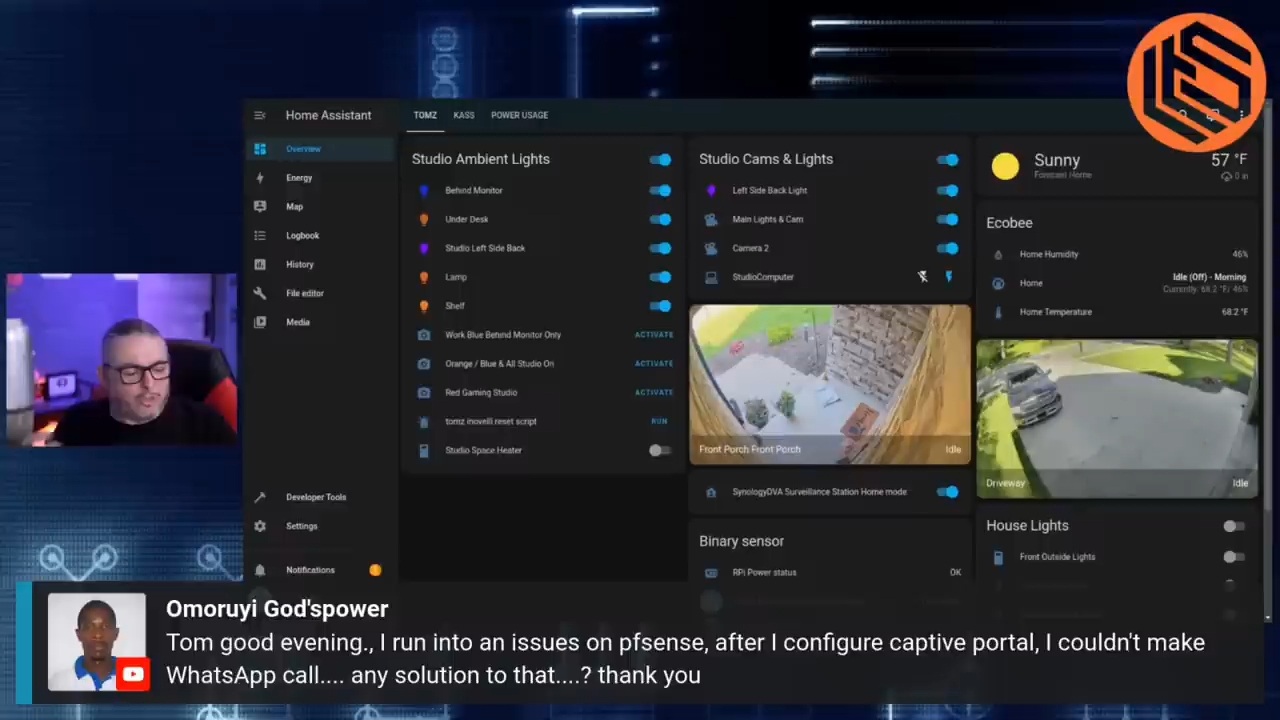 Home Assistant
TOMZ
KASS
POWER USAGE
Overview
Energy
Map
Logbook
History
File editor
Media
Developer Tools
Settings
Notifications
Studio Ambient Lights
Behind Monitor
Under Desk
Studio Left Side Back
Lamp
Shelf
Work Blue Behind Monitor Only ACTIVATE
Orange / Blue & All Studio On ACTIVATE
Red Gaming Studio ACTIVATE
tomz inovelli reset script RUN
Studio Space Heater
Studio Cams & Lights
Left Side Back Light
Main Lights & Cam
Camera 2
StudioComputer
Front Porch Front Porch Idle
SynologyDVA Surveillance Station Home mode
Binary sensor
RPi Power status OK
Sunny 57 °F
Forecast Home 0 in
Ecobee
Home Humidity 46%
Home Idle (Off) - Morning
Currently: 68.2 °F/ 46%
Home Temperature 68.2 °F
Driveway Idle
House Lights
Front Outside Lights
Omoruyi God'spower
Tom good evening., I run into an issues on pfsense, after I configure captive portal, I couldn't make
WhatsApp call.... any solution to that....? thank you